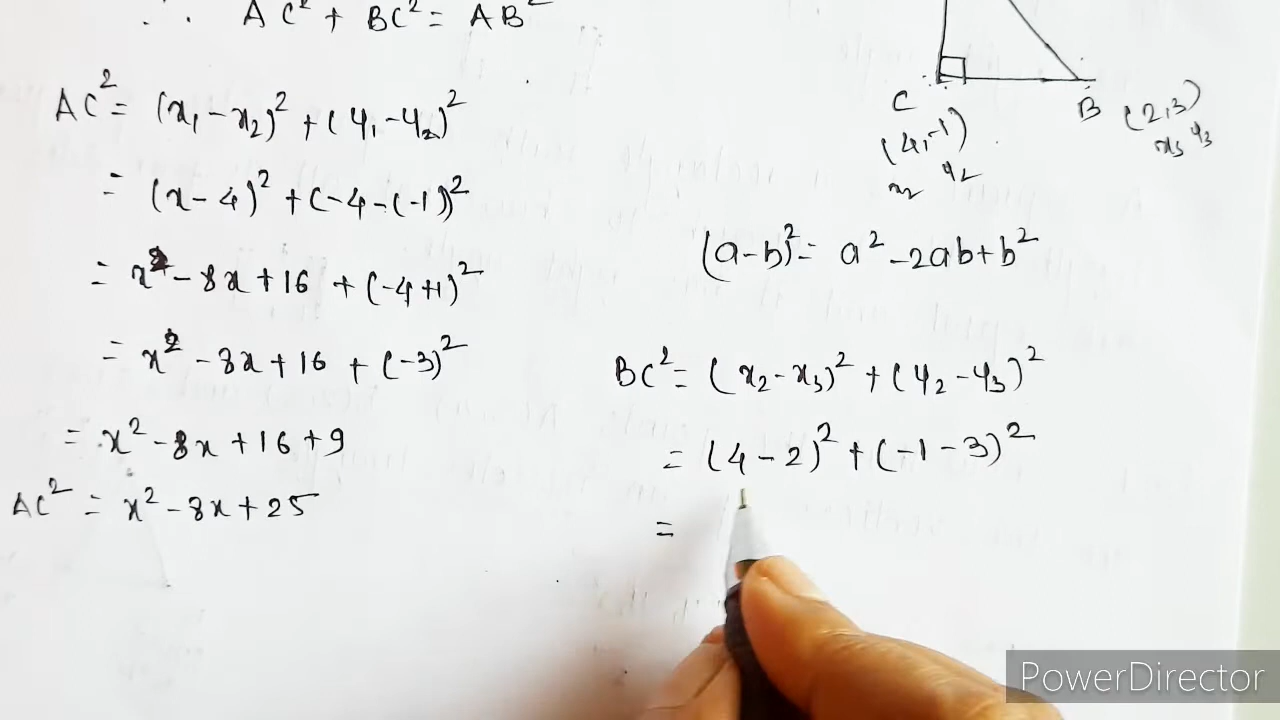 ∴ AC² + BC² = AB²
AC² = (x₁ - x₂)² + (y₁ - y₂)²
= (x - 4)² + (-4 - (-1))²
= x² - 8x + 16 + (-4+1)²
= x² - 8x + 16 + (-3)²
= x² - 8x + 16 + 9
AC² = x² - 8x + 25
C
B (2,3)
(4,-1)
x₃ y₃
x₂ y₂
(a-b)² = a² - 2ab + b²
BC² = (x₂ - x₃)² + (y₂ - y₃)²
= (4 - 2)² + (-1 - 3)²
=
PowerDirector